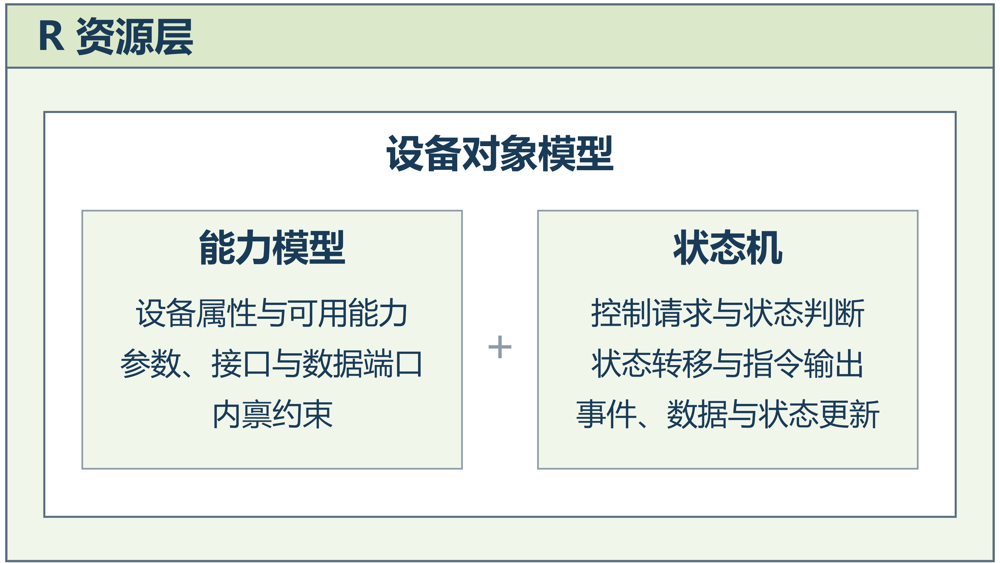 R 资源层
设备对象模型
能力模型
设备属性与可用能力
参数、接口与数据端口
内禀约束
+
状态机
控制请求与状态判断
状态转移与指令输出
事件、数据与状态更新